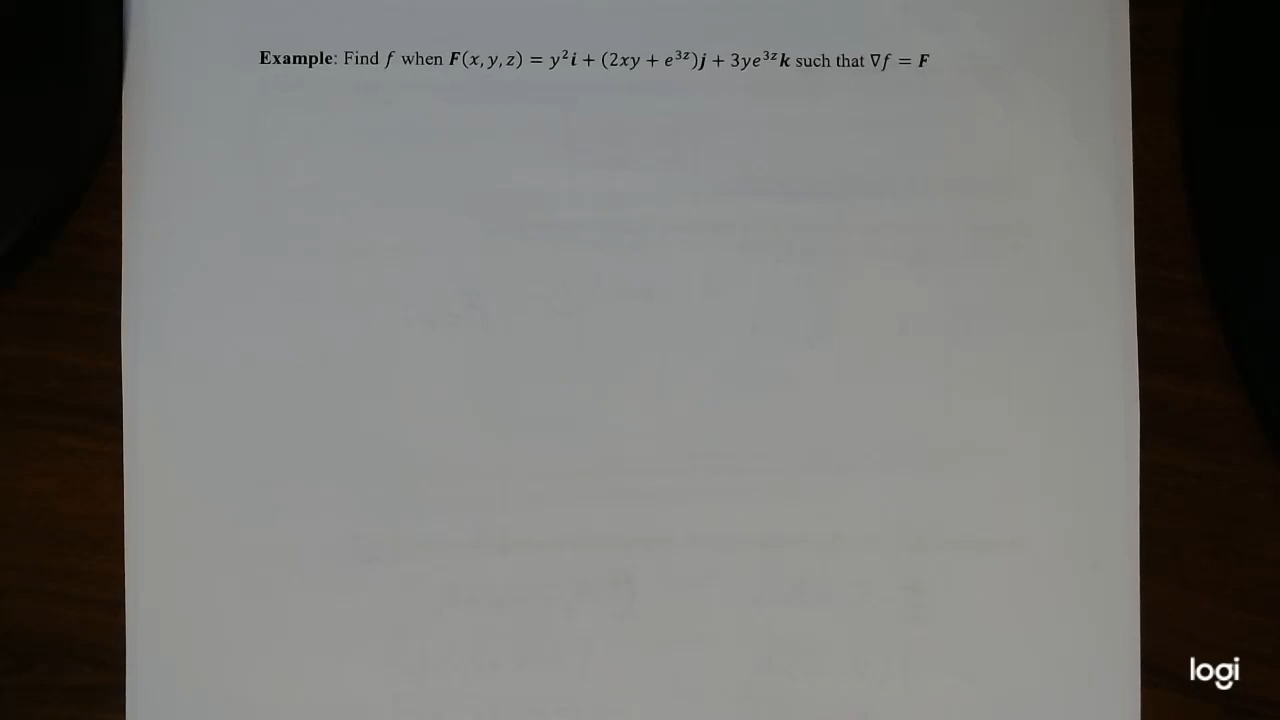 Example: Find f when F(x, y, z) = y²i + (2xy + e³ᶻ)j + 3ye³ᶻk such that ∇f = F
logi